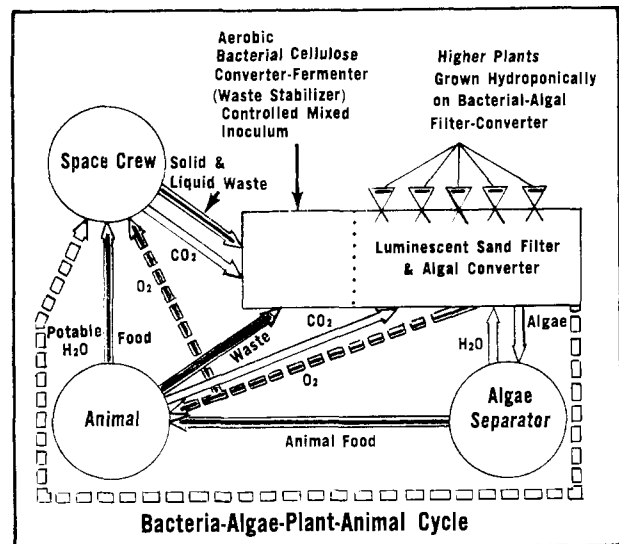 Aerobic
Bacterial Cellulose
Converter-Fermenter
(Waste Stabilizer)
Controlled Mixed
Inoculum
Higher Plants
Grown Hydroponically
on Bacterial-Algal
Filter-Converter
Space Crew
Solid &
Liquid Waste
CO₂
O₂
Luminescent Sand Filter
& Algal Converter
Potable
H₂O
Food
Waste
CO₂
O₂
H₂O
Algae
Animal
Animal Food
Algae
Separator
Bacteria-Algae-Plant-Animal Cycle